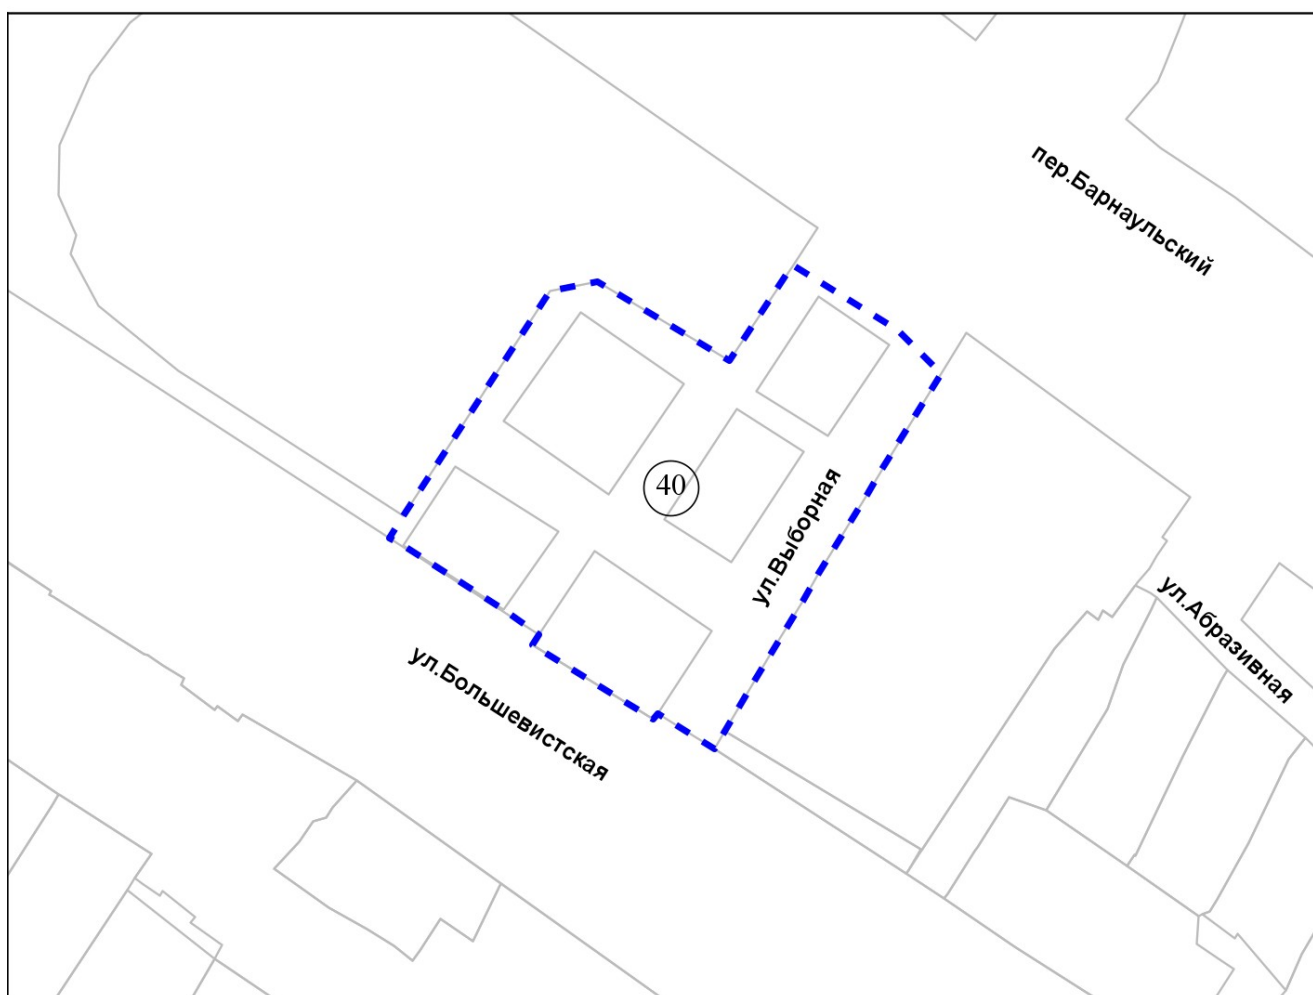 пер.Барнаульский
40
ул.Выборная
ул.Абразивная
ул.Большевистская